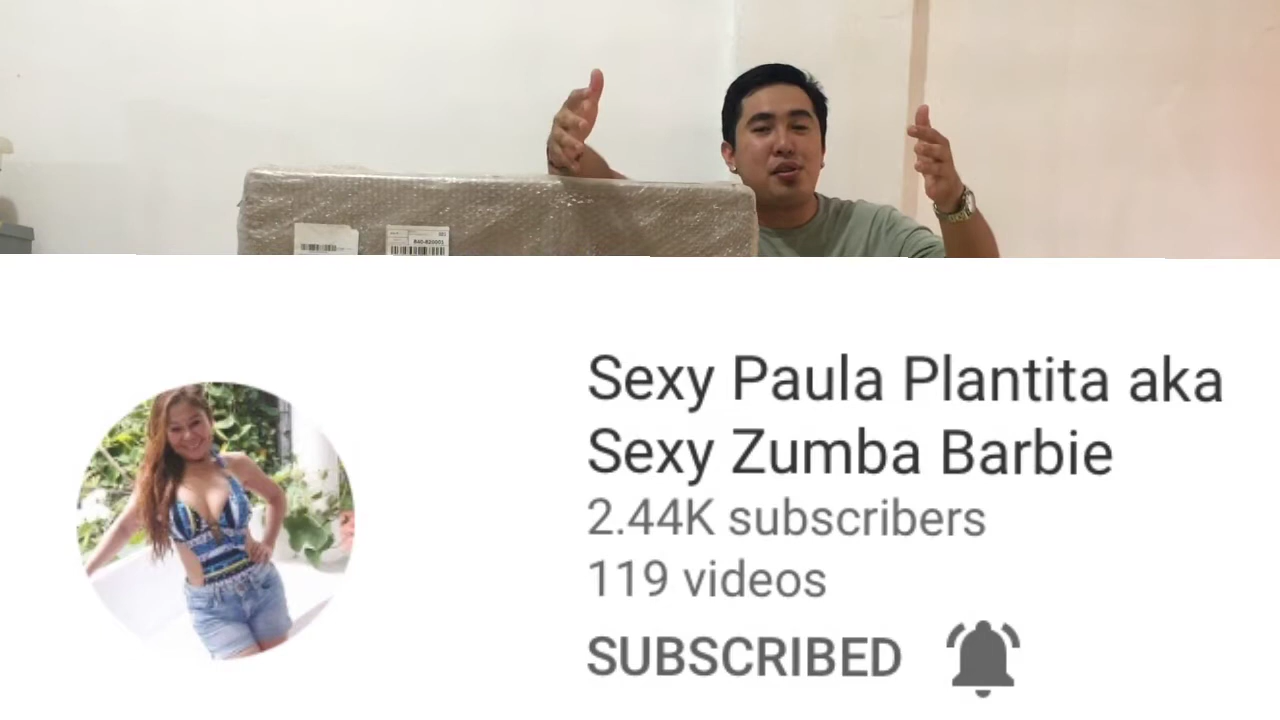 Sexy Paula Plantita aka
Sexy Zumba Barbie
2.44K subscribers
119 videos
SUBSCRIBED